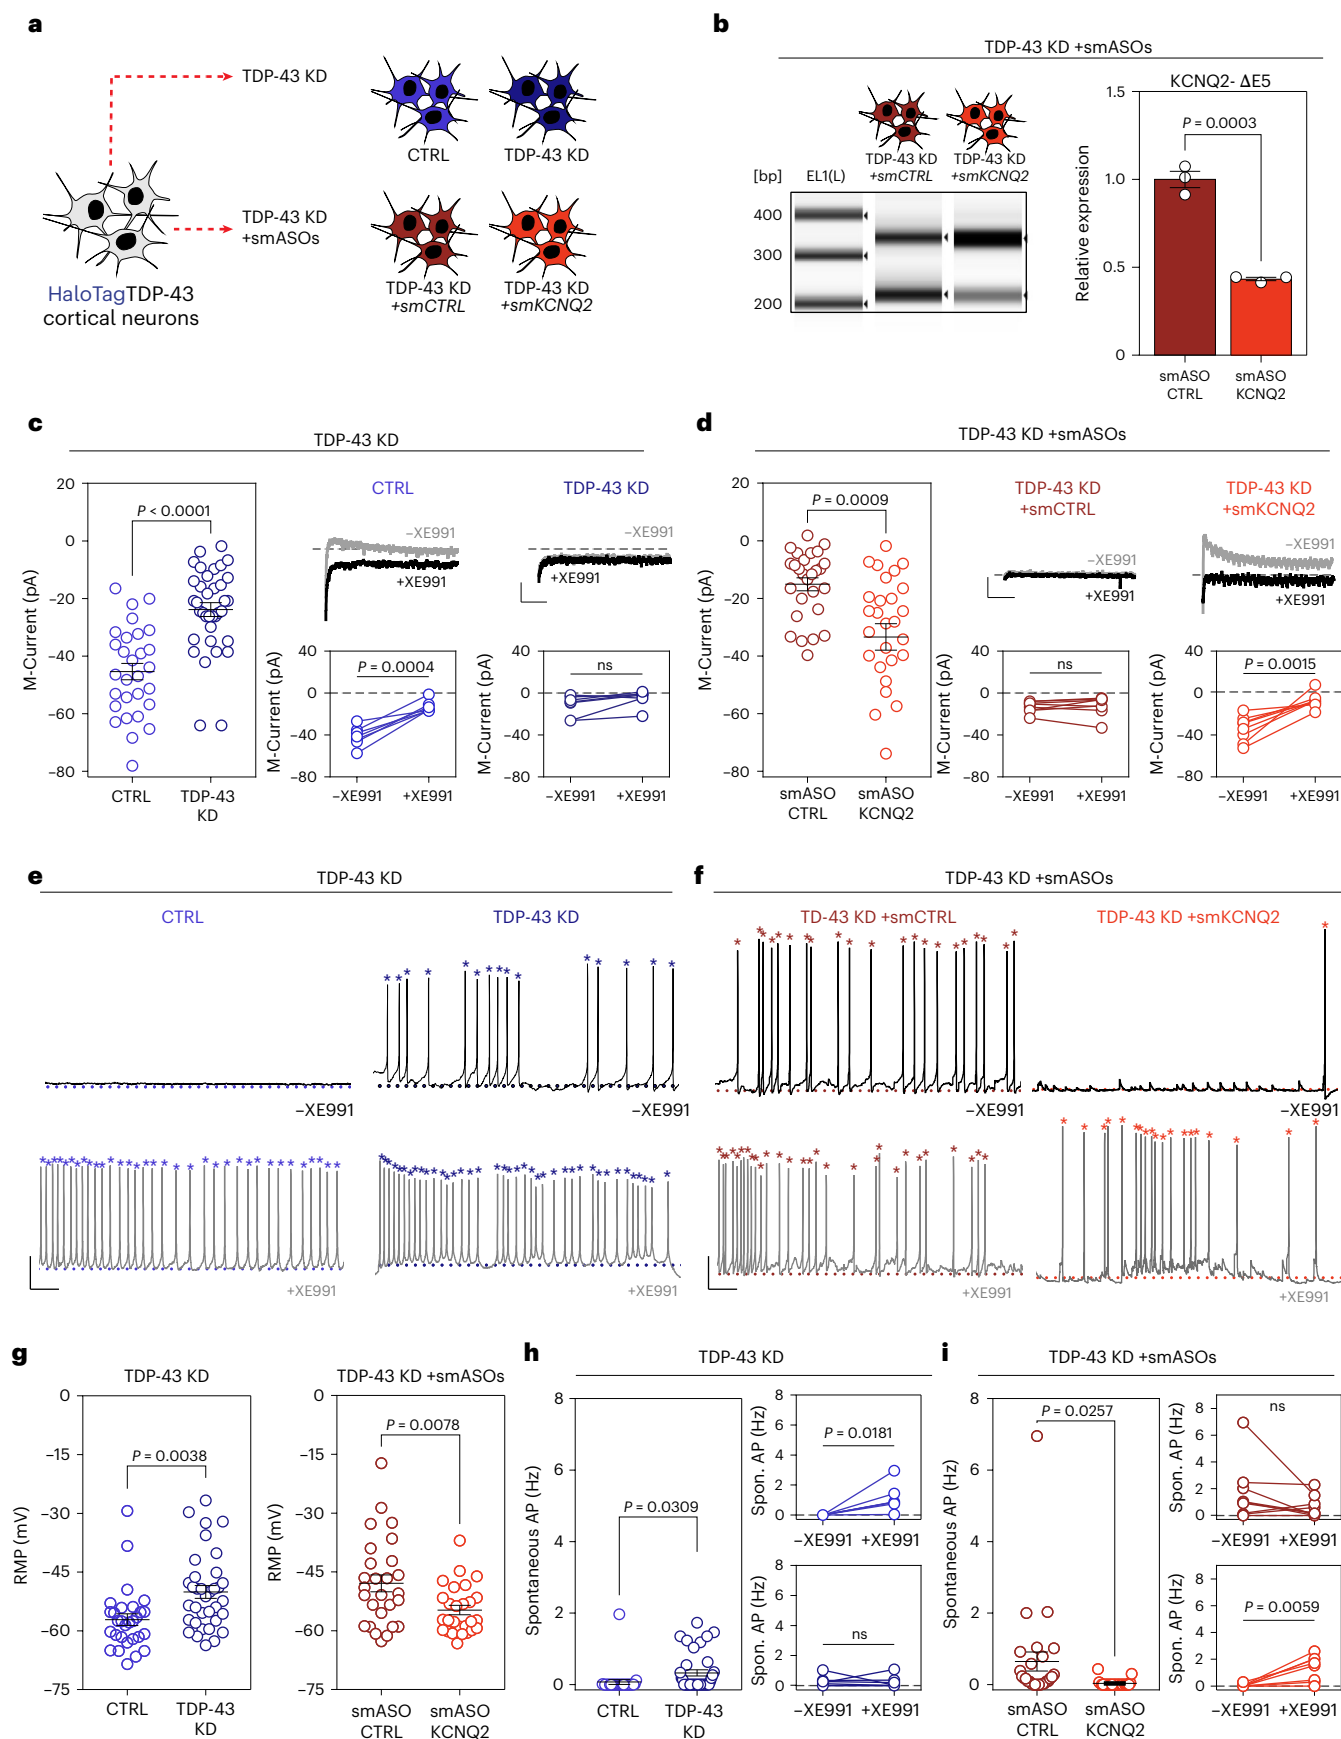 a
TDP-43 KD
CTRL
TDP-43 KD
TDP-43 KD
+smASOs
HaloTagTDP-43
cortical neurons
TDP-43 KD
+smCTRL
TDP-43 KD
+smKCNQ2
b
TDP-43 KD +smASOs
KCNQ2- ΔE5
TDP-43 KD
+smCTRL
TDP-43 KD
+smKCNQ2
[bp]
EL1(L)
400
300
200
1.5
1.0
0.5
0
Relative expression
P = 0.0003
smASO
CTRL
smASO
KCNQ2
c
TDP-43 KD
20
0
−20
−40
−60
−80
M-Current (pA)
P < 0.0001
CTRL
TDP-43
KD
CTRL
−XE991
+XE991
TDP-43 KD
−XE991
+XE991
40
0
−40
−80
M-Current (pA)
P = 0.0004
−XE991
+XE991
40
0
−40
−80
M-Current (pA)
ns
−XE991
+XE991
d
TDP-43 KD +smASOs
20
0
−20
−40
−60
−80
M-Current (pA)
P = 0.0009
smASO
CTRL
smASO
KCNQ2
TDP-43 KD
+smCTRL
−XE991
+XE991
TDP-43 KD
+smKCNQ2
−XE991
+XE991
40
0
−40
−80
M-Current (pA)
ns
−XE991
+XE991
40
0
−40
−80
M-Current (pA)
P = 0.0015
−XE991
+XE991
e
TDP-43 KD
CTRL
TDP-43 KD
−XE991
−XE991
+XE991
f
TDP-43 KD +smASOs
TD-43 KD +smCTRL
TDP-43 KD +smKCNQ2
−XE991
−XE991
+XE991
+XE991
g
TDP-43 KD
0
−15
−30
−45
−60
−75
RMP (mV)
P = 0.0038
CTRL
TDP-43
KD
TDP-43 KD +smASOs
0
−15
−30
−45
−60
−75
RMP (mV)
P = 0.0078
smASO
CTRL
smASO
KCNQ2
h
TDP-43 KD
8
6
4
2
0
Spontaneous AP (Hz)
P = 0.0309
CTRL
TDP-43
KD
8
6
4
2
0
Spon. AP (Hz)
P = 0.0181
−XE991
+XE991
8
6
4
2
0
Spon. AP (Hz)
ns
−XE991
+XE991
i
TDP-43 KD +smASOs
8
6
4
2
0
Spontaneous AP (Hz)
P = 0.0257
smASO
CTRL
smASO
KCNQ2
8
6
4
2
0
Spon. AP (Hz)
ns
−XE991
+XE991
8
6
4
2
0
Spon. AP (Hz)
P = 0.0059
−XE991
+XE991